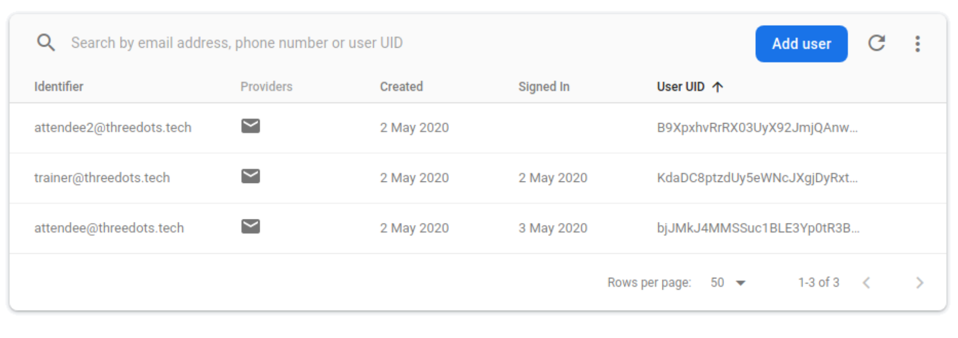 Search by email address, phone number or user UID Add user
Identifier Providers Created Signed In User UID
attendee2@threedots.tech 2 May 2020 B9XpxhvRrRX03UyX92JmjQAnw...
trainer@threedots.tech 2 May 2020 2 May 2020 KdaDC8ptzdUy5eWNcJXgjDyRxt...
attendee@threedots.tech 2 May 2020 3 May 2020 bjJMkJ4MMSSuc1BLE3Yp0tR3B...
Rows per page: 50 1-3 of 3